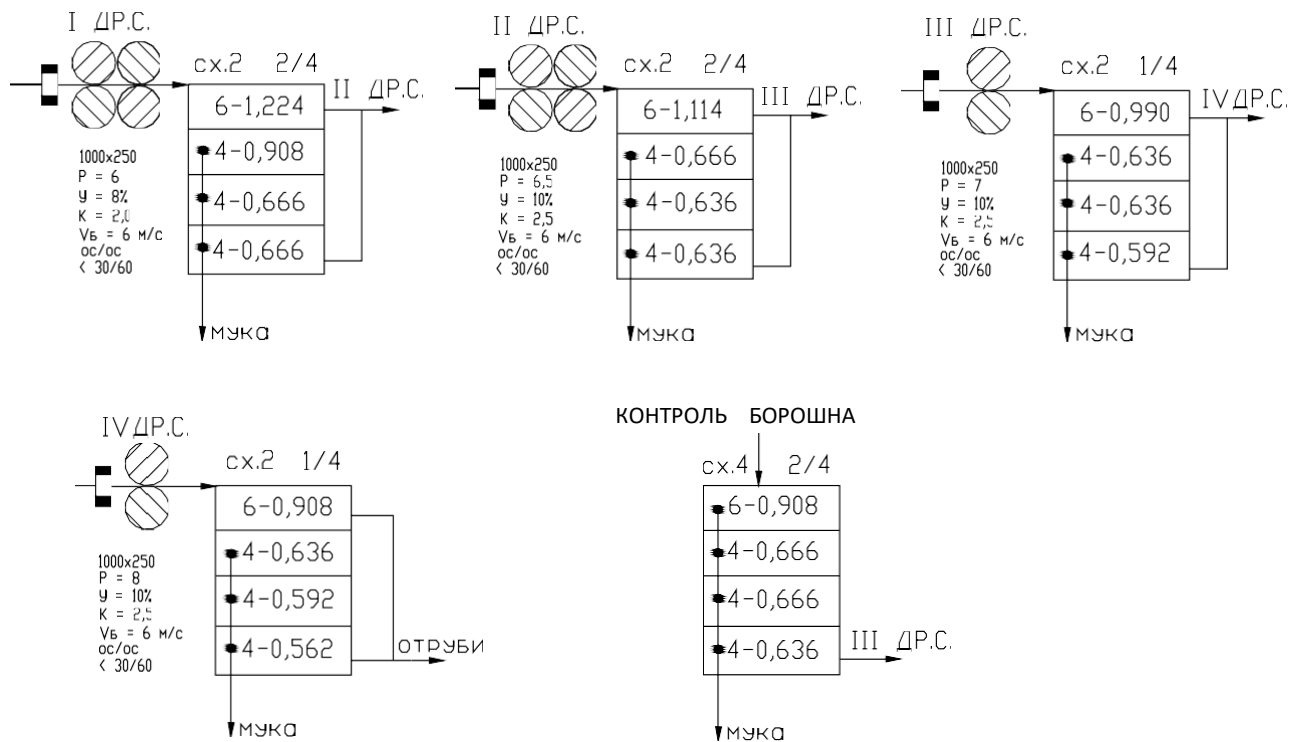 I ДР.С.
сх.2 2/4
6-1,224
4-0,908
4-0,666
4-0,666
II ДР.С.
1000х250
Р = 6
У = 8%
К = 2,0
VБ = 6 м/с
ос/ос
< 30/60
мука
II ДР.С.
сх.2 2/4
6-1,114
4-0,666
4-0,636
4-0,636
III ДР.С.
1000х250
Р = 6,5
У = 10%
К = 2,5
VБ = 6 м/с
ос/ос
< 30/60
мука
III ДР.С.
сх.2 1/4
6-0,990
4-0,636
4-0,636
4-0,592
IV ДР.С.
1000х250
Р = 7
У = 10%
К = 2,5
VБ = 6 м/с
ос/ос
< 30/60
мука
IV ДР.С.
сх.2 1/4
6-0,908
4-0,636
4-0,592
4-0,562
ОТРУБИ
1000х250
Р = 8
У = 10%
К = 2,5
VБ = 6 м/с
ос/ос
< 30/60
мука
КОНТРОЛЬ БОРОШНА
сх.4 2/4
6-0,908
4-0,666
4-0,666
4-0,636
III ДР.С.
мука